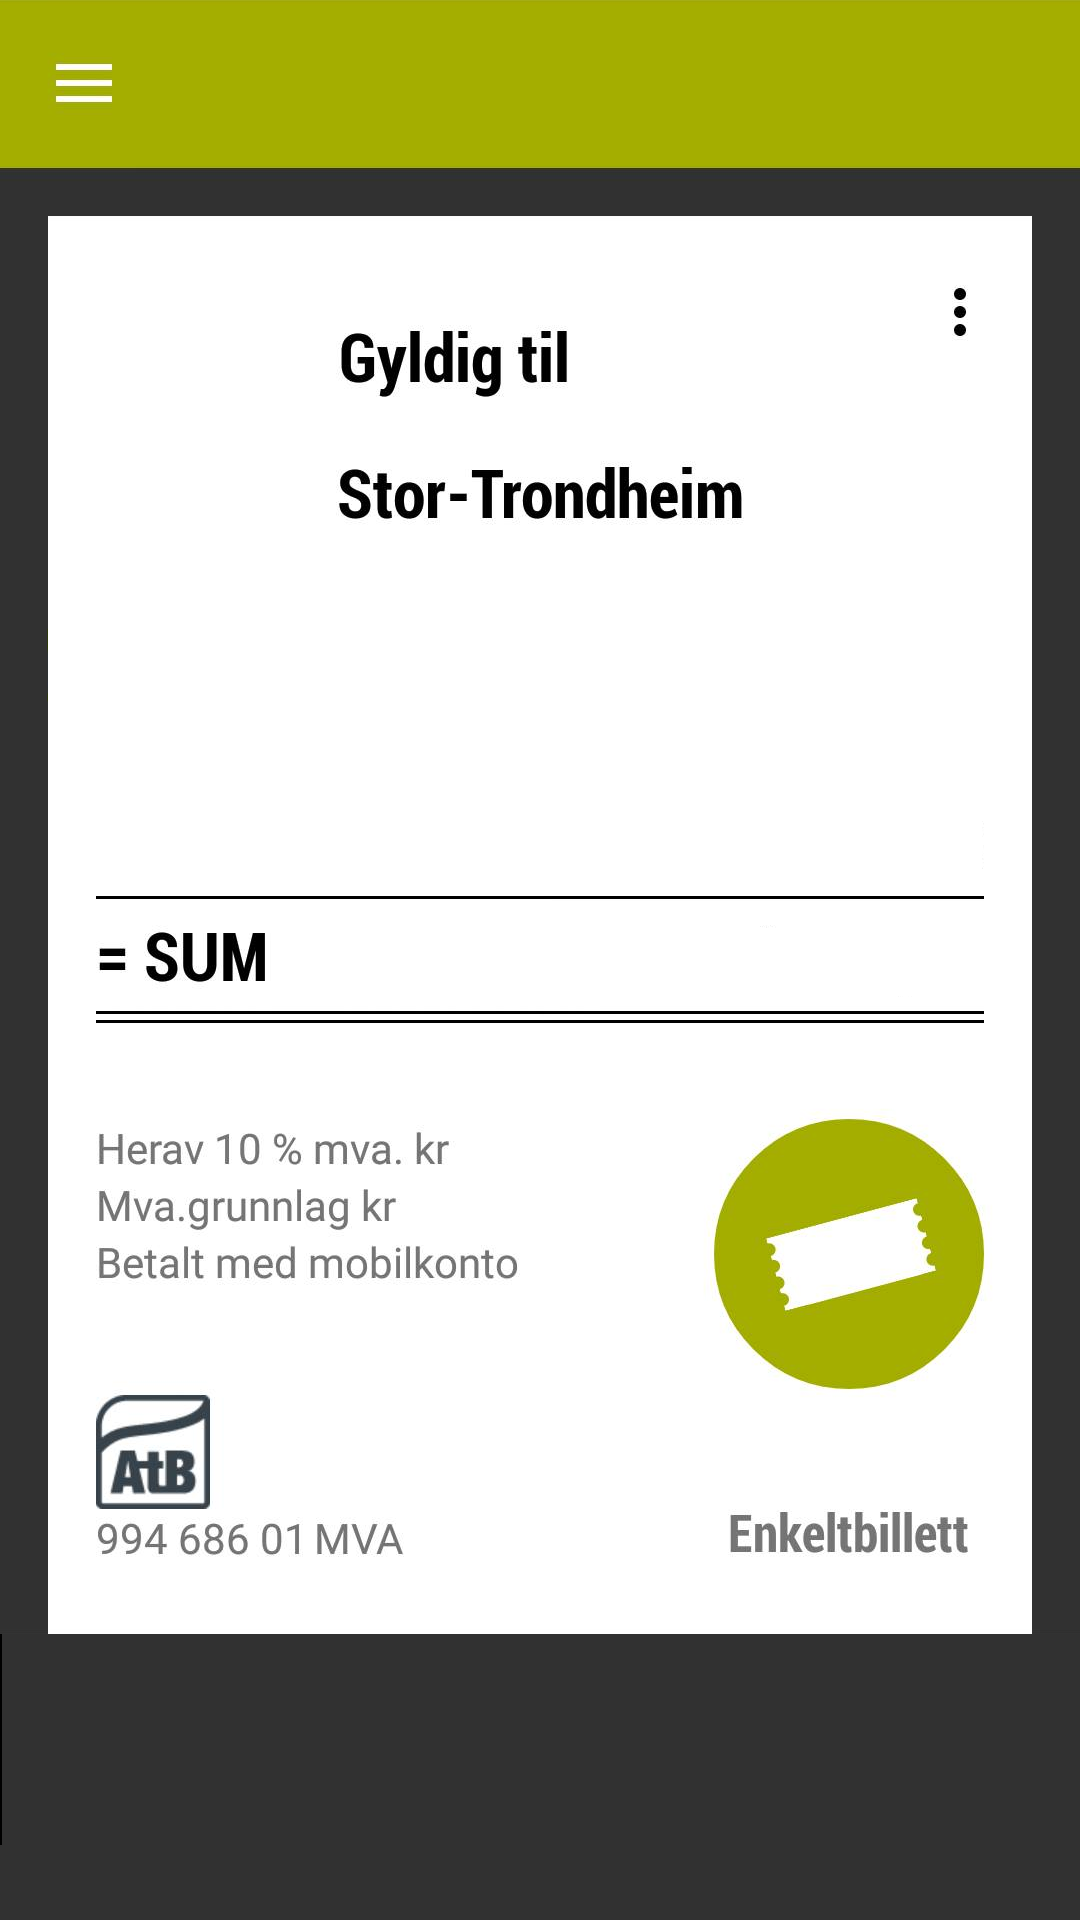 Gyldig til
Stor-Trondheim
= SUM
Herav 10 % mva. kr
Mva.grunnlag kr
Betalt med mobilkonto
AtB
994 686 01 MVA
Enkeltbillett